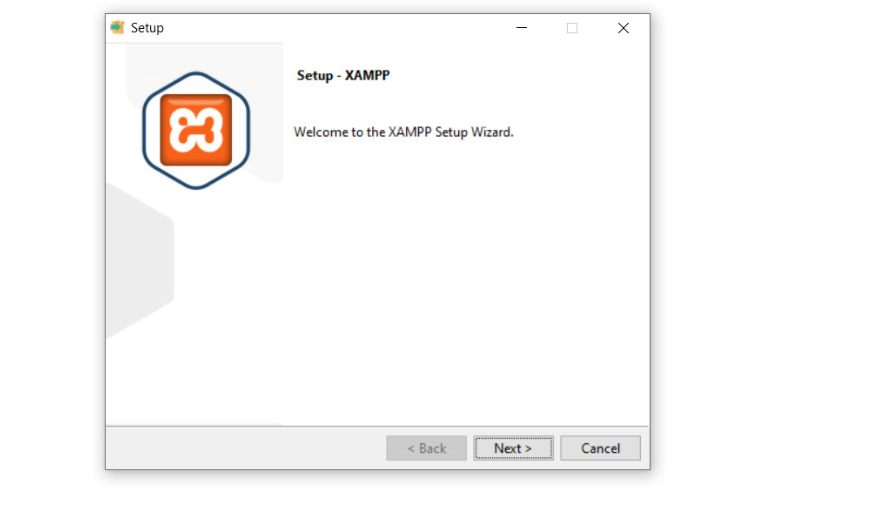 Setup
Setup - XAMPP
Welcome to the XAMPP Setup Wizard.
< Back
Next >
Cancel